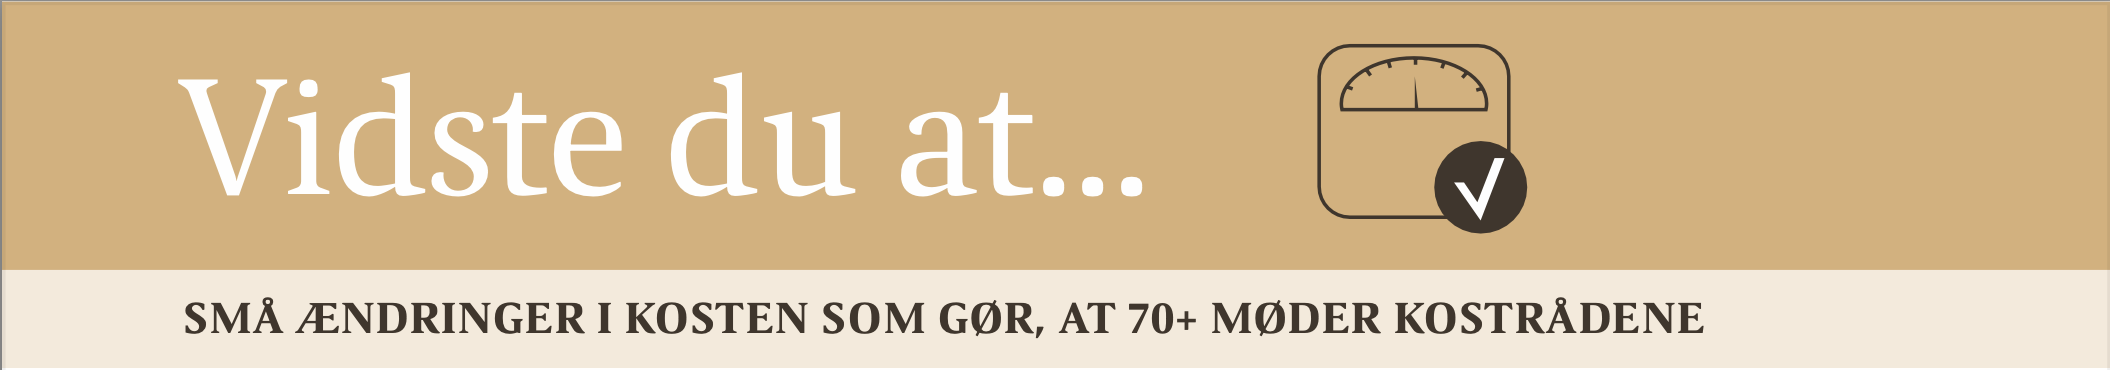 Vidste du at...
SMÅ ÆNDRINGER I KOSTEN SOM GØR, AT 70+ MØDER KOSTRÅDENE